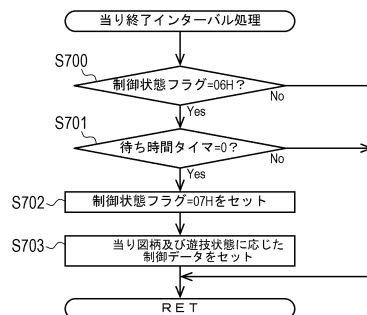 当り終了インターバル処理
S700
制御状態フラグ=06H？
No
Yes
S701
待ち時間タイマ=0？
No
Yes
S702
制御状態フラグ=07Hをセット
S703
当り図柄及び遊技状態に応じた
制御データをセット
RET